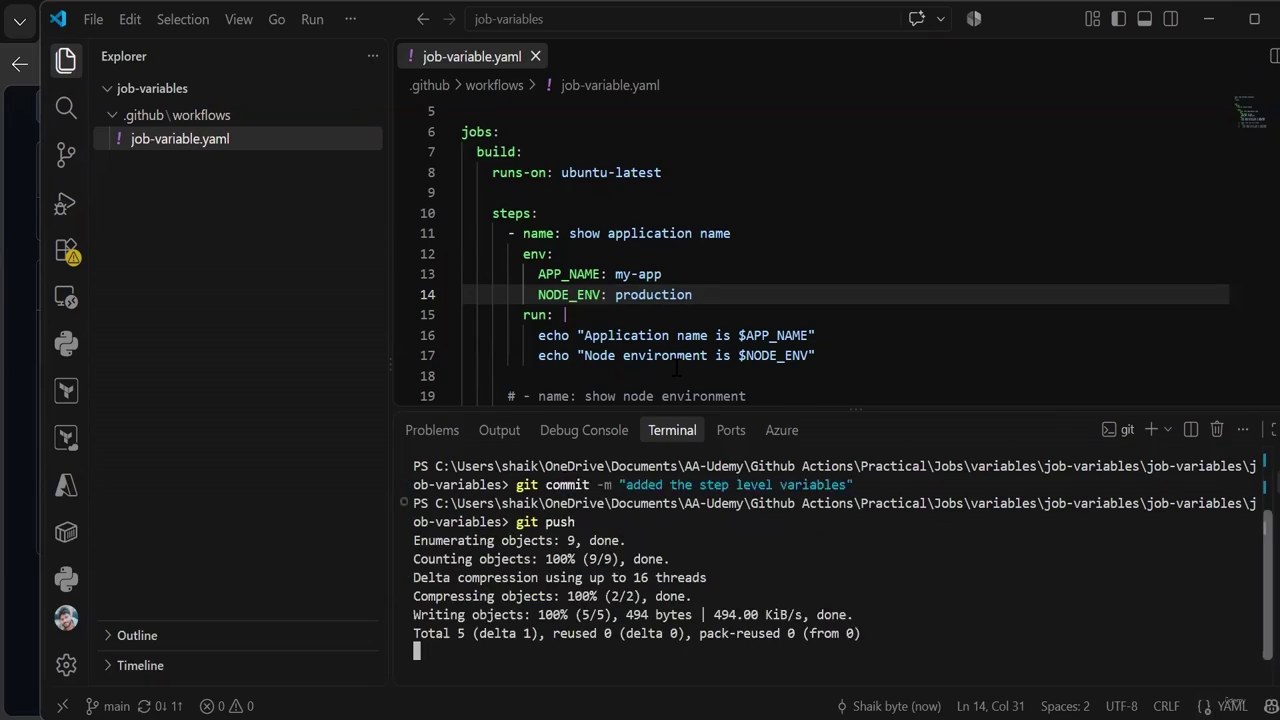 File Edit Selection View Go Run ···
job-variables
Explorer
job-variables
.github\workflows
! job-variable.yaml
Outline
Timeline
! job-variable.yaml
.github > workflows > ! job-variable.yaml
5
6 jobs:
7 build:
8 runs-on: ubuntu-latest
9
10 steps:
11 - name: show application name
12 env:
13 APP_NAME: my-app
14 NODE_ENV: production
15 run: |
16 echo "Application name is $APP_NAME"
17 echo "Node environment is $NODE_ENV"
18
19 # - name: show node environment
Problems Output Debug Console Terminal Ports Azure
git
PS C:\Users\shaik\OneDrive\Documents\AA-Udemy\Github Actions\Practical\Jobs\variables\job-variables\job-variables\j
ob-variables> git commit -m "added the step level variables"
PS C:\Users\shaik\OneDrive\Documents\AA-Udemy\Github Actions\Practical\Jobs\variables\job-variables\job-variables\j
ob-variables> git push
Enumerating objects: 9, done.
Counting objects: 100% (9/9), done.
Delta compression using up to 16 threads
Compressing objects: 100% (2/2), done.
Writing objects: 100% (5/5), 494 bytes | 494.00 KiB/s, done.
Total 5 (delta 1), reused 0 (delta 0), pack-reused 0 (from 0)
main 0↓ 1↑ 0 0 Shaik byte (now) Ln 14, Col 31 Spaces: 2 UTF-8 CRLF YAML